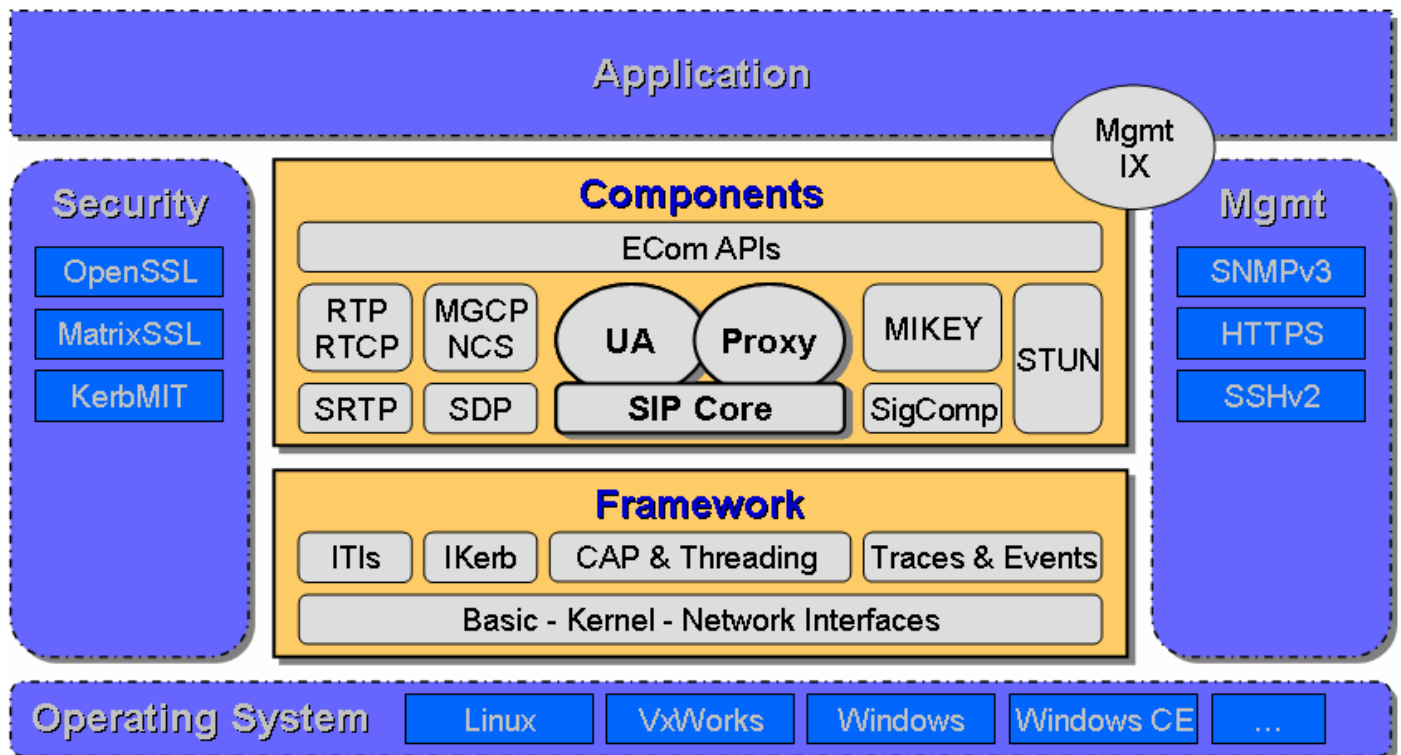 Application
Mgmt
IX
Security
OpenSSL
MatrixSSL
KerbMIT
Components
ECom APIs
RTP
RTCP
MGCP
NCS
UA
Proxy
MIKEY
STUN
SRTP
SDP
SIP Core
SigComp
Mgmt
SNMPv3
HTTPS
SSHv2
Framework
ITIs
IKerb
CAP & Threading
Traces & Events
Basic - Kernel - Network Interfaces
Operating System
Linux
VxWorks
Windows
Windows CE
...